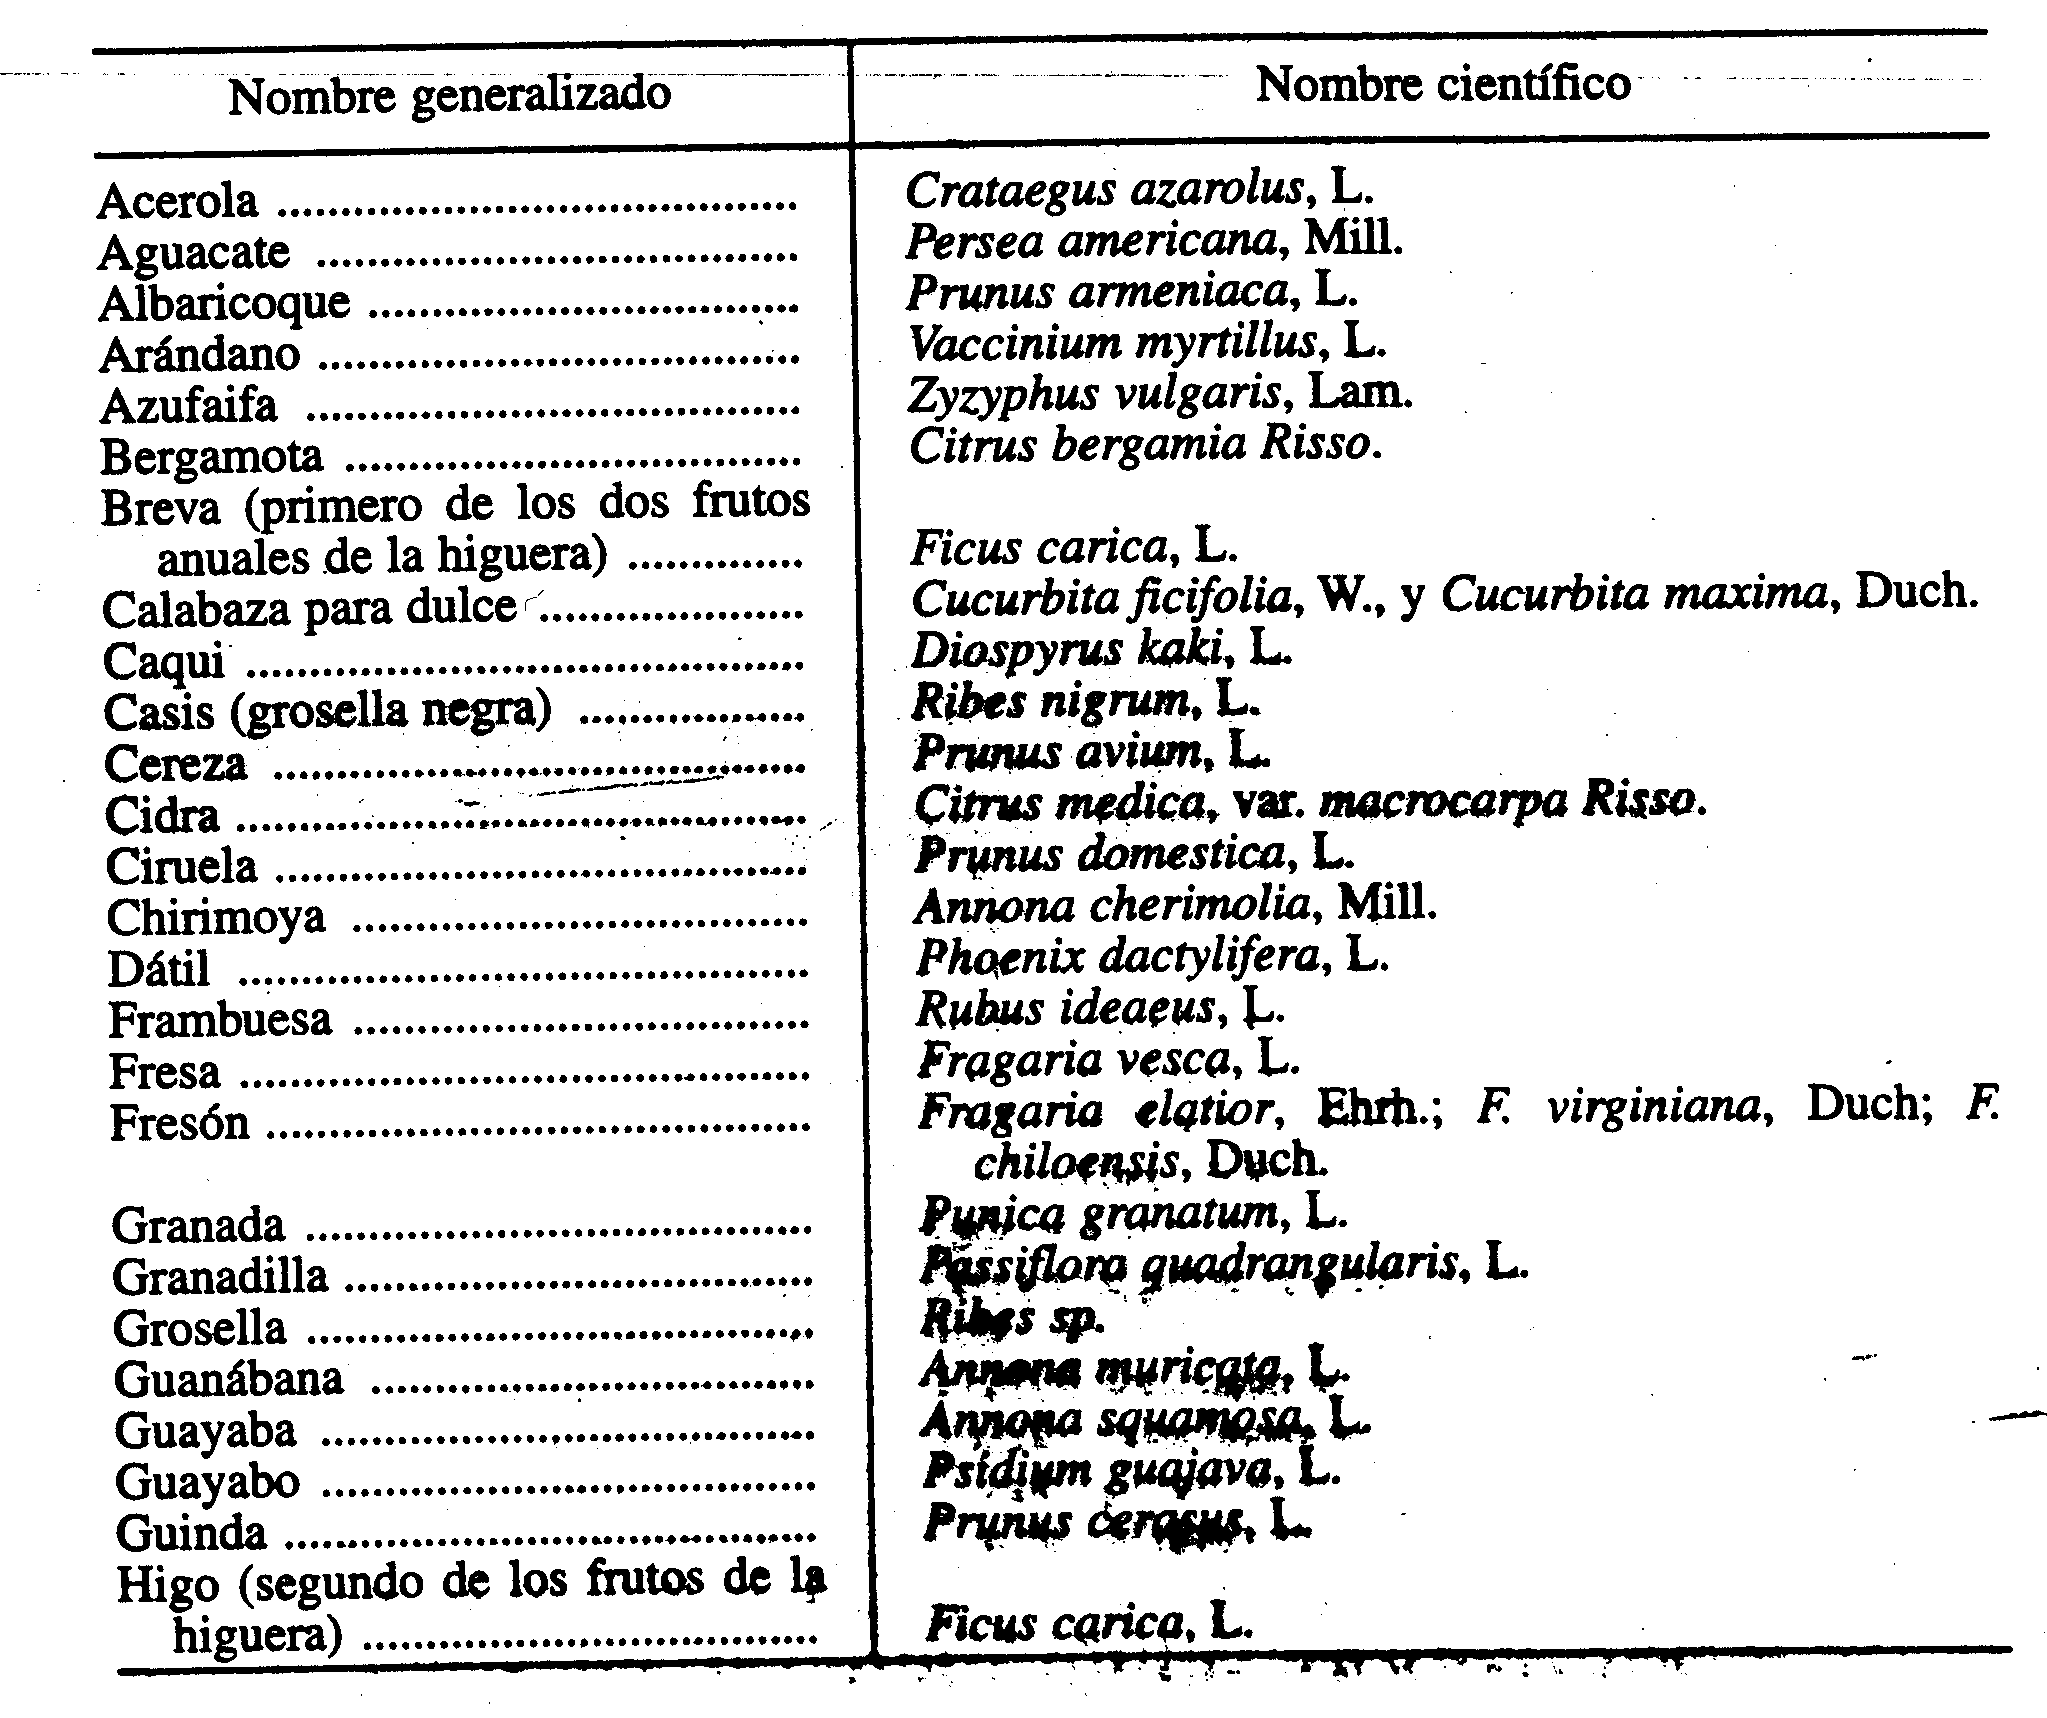 Nombre generalizado Nombre científico
Acerola ........................................ Crataegus azarolus, L.
Aguacate ..................................... Persea americana, Mill.
Albaricoque ................................. Prunus armeniaca, L.
Arándano ..................................... Vaccinium myrtillus, L.
Azufaifa ...................................... Zyzyphus vulgaris, Lam.
Bergamota ................................... Citrus bergamia Risso.
Breva (primero de los dos frutos
anuales de la higuera) .............. Ficus carica, L.
Calabaza para dulce ..................... Cucurbita ficifolia, W., y Cucurbita maxima, Duch.
Caqui ........................................... Diospyrus kaki, L.
Casis (grosella negra) .................. Ribes nigrum, L.
Cereza ......................................... Prunus avium, L.
Cidra ............................................ Citrus medica, var. macrocarpa Risso.
Ciruela ......................................... Prunus domestica, L.
Chirimoya ................................... Annona cherimolia, Mill.
Dátil ............................................ Phoenix dactylifera, L.
Frambuesa ................................... Rubus ideaeus, L.
Fresa ............................................ Fragaria vesca, L.
Fresón .......................................... Fragaria elatior, Ehrh.; F. virginiana, Duch; F.
chiloensis, Duch.
Granada ....................................... Punica granatum, L.
Granadilla .................................... Passiflora quadrangularis, L.
Grosella ....................................... Ribes sp.
Guanábana .................................. Annona muricata, L.
Guayaba ...................................... Annona squamosa, L.
Guayabo ...................................... Psidium guajava, L.
Guinda ......................................... Prunus cerasus, L.
Higo (segundo de los frutos de la
higuera) ................................... Ficus carica, L.